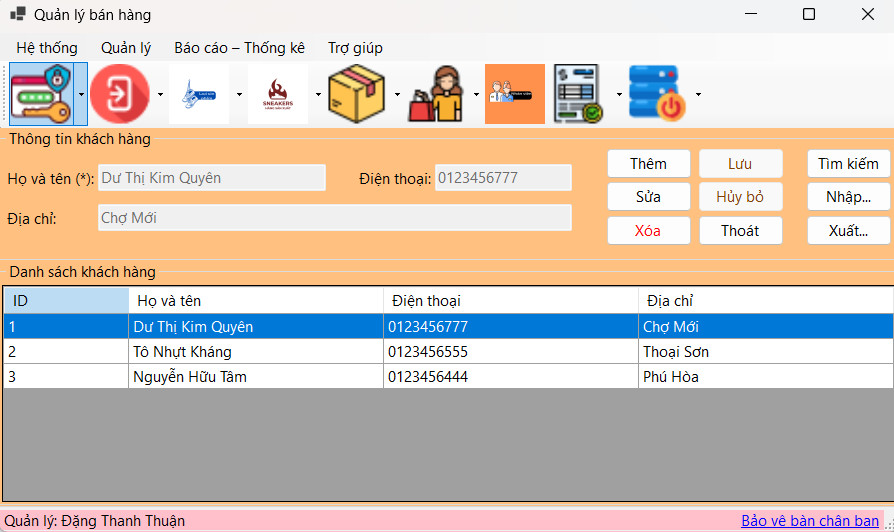 Quản lý bán hàng
Hệ thống Quản lý Báo cáo – Thống kê Trợ giúp
SNEAKERS
Thông tin khách hàng
Họ và tên (*): Dư Thị Kim Quyên Điện thoại: 0123456777
Địa chỉ: Chợ Mới
Thêm Lưu Tìm kiếm
Sửa Hủy bỏ Nhập...
Xóa Thoát Xuất...
Danh sách khách hàng
ID Họ và tên Điện thoại Địa chỉ
1 Dư Thị Kim Quyên 0123456777 Chợ Mới
2 Tô Nhựt Kháng 0123456555 Thoại Sơn
3 Nguyễn Hữu Tâm 0123456444 Phú Hòa
Quản lý: Đặng Thanh Thuận Bảo vê bàn chân ban